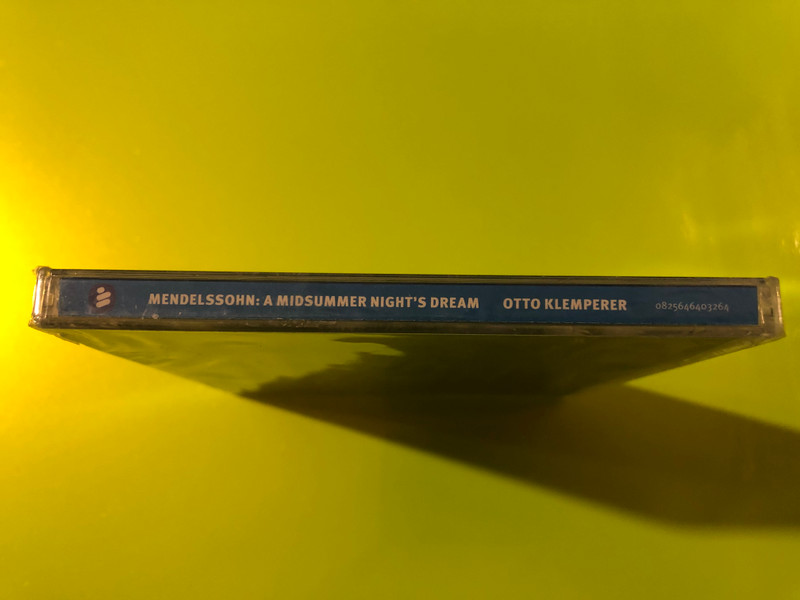 MENDELSSOHN: A MIDSUMMER NIGHT'S DREAM OTTO KLEMPERER 0825646403264